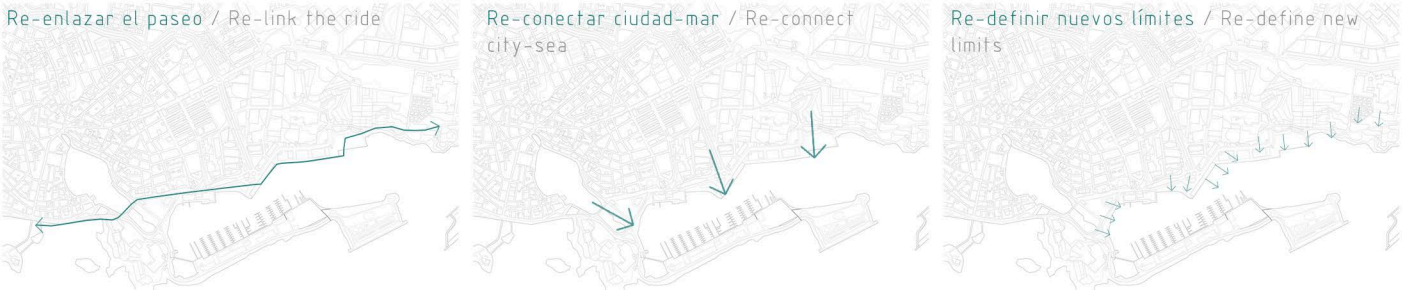 Re-enlazar el paseo / Re-link the ride
Re-conectar ciudad-mar / Re-connect
city-sea
Re-definir nuevos límites / Re-define new
limits